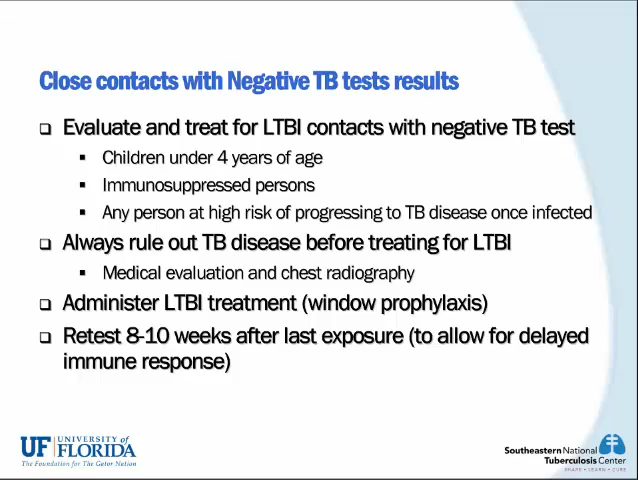 Close contacts with Negative TB tests results
❑ Evaluate and treat for LTBI contacts with negative TB test
▪ Children under 4 years of age
▪ Immunosuppressed persons
▪ Any person at high risk of progressing to TB disease once infected
❑ Always rule out TB disease before treating for LTBI
▪ Medical evaluation and chest radiography
❑ Administer LTBI treatment (window prophylaxis)
❑ Retest 8-10 weeks after last exposure (to allow for delayed
immune response)
UF UNIVERSITY of
FLORIDA
The Foundation for The Gator Nation
Southeastern National
Tuberculosis Center
SHARE • LEARN • CURE